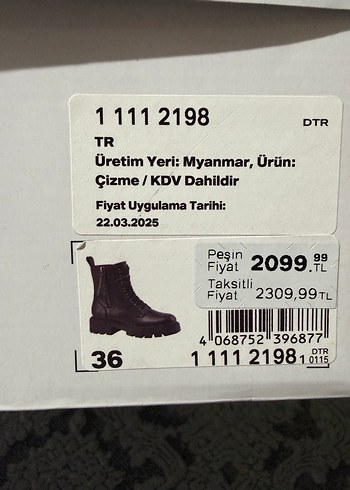 1 111 2198 DTR
TR
Üretim Yeri: Myanmar, Ürün:
Çizme / KDV Dahildir
Fiyat Uygulama Tarihi:
22.03.2025
Peşin
Fiyat 2099.99 TL
Taksitli
Fiyat 2309,99 TL
4 068752 396877
36 1 111 2198 1 DTR
0115